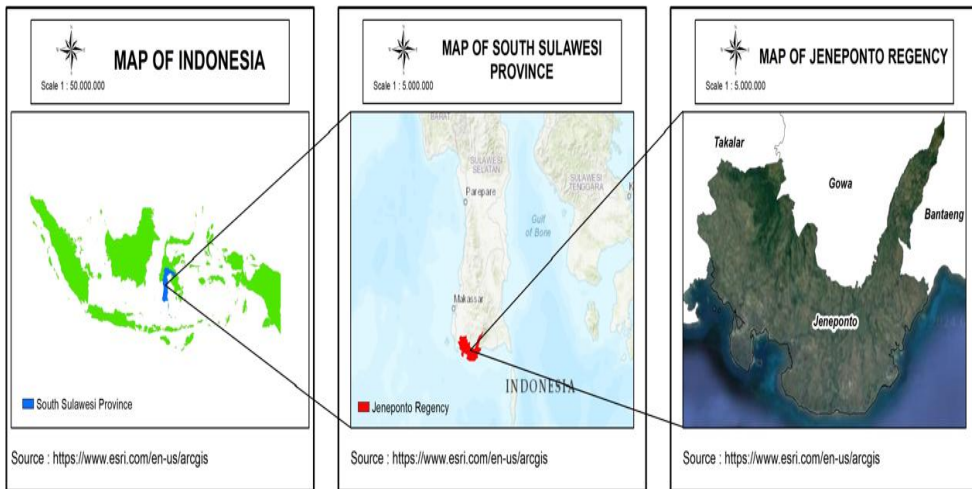 MAP OF INDONESIA
Scale 1 : 50.000.000
South Sulawesi Province
Source : https://www.esri.com/en-us/arcgis
MAP OF SOUTH SULAWESI
PROVINCE
Scale 1 : 5.000.000
BARAT
SULAWESI
SELATAN
Parepare
SULAWESI
TENGGARA
K
Gulf
of Bone
Makassar
INDONESIA
Jeneponto Regency
Source : https://www.esri.com/en-us/arcgis
MAP OF JENEPONTO REGENCY
Scale 1 : 5.000.000
Takalar
Gowa
Bantaeng
Jeneponto
Source : https://www.esri.com/en-us/arcgis